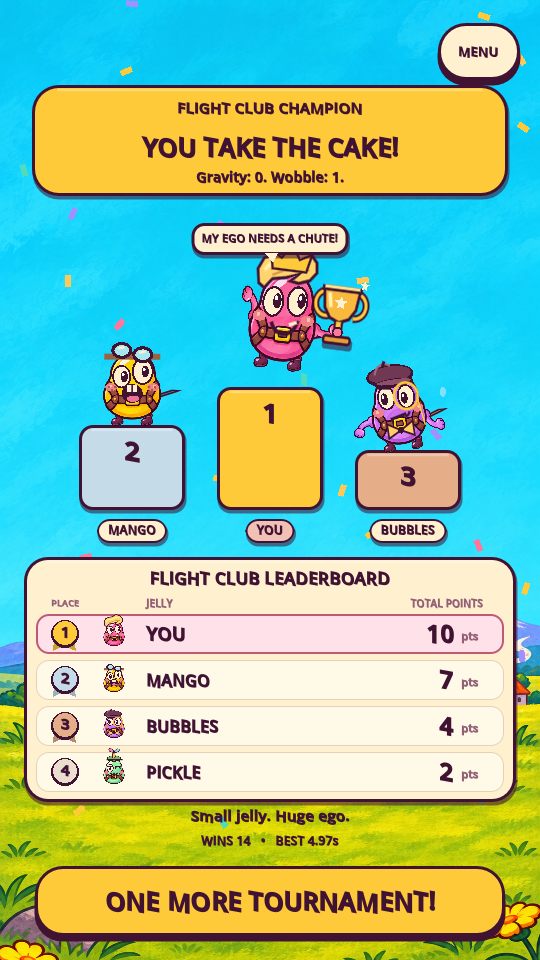 MENU
FLIGHT CLUB CHAMPION
YOU TAKE THE CAKE!
Gravity: 0. Wobble: 1.
MY EGO NEEDS A CHUTE!
1
2
3
MANGO
YOU
BUBBLES
FLIGHT CLUB LEADERBOARD
PLACE JELLY TOTAL POINTS
1 YOU 10 pts
2 MANGO 7 pts
3 BUBBLES 4 pts
4 PICKLE 2 pts
Small jelly. Huge ego.
WINS 14 • BEST 4.97s
ONE MORE TOURNAMENT!